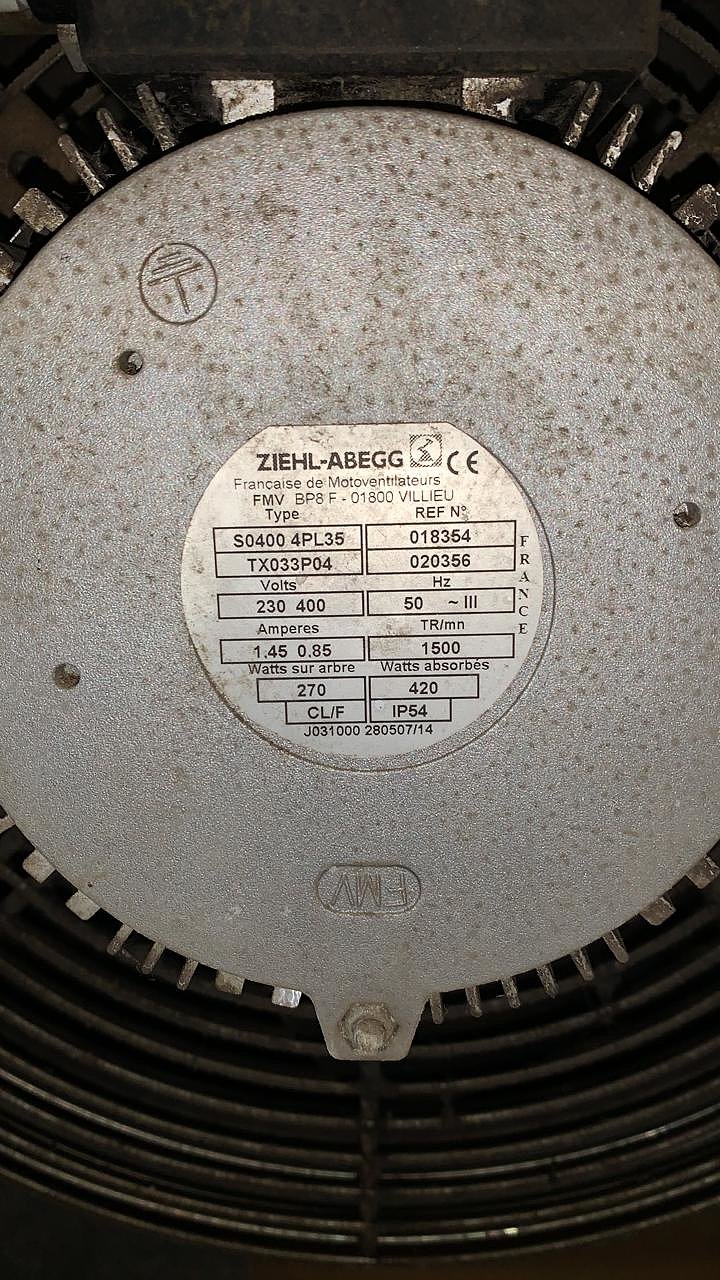 ZIEHL-ABEGG CE
Française de Motoventilateurs
FMV BP8 F - 01800 VILLIEU
Type REF N°
S0400 4PL35 018354
TX033P04 020356
Volts Hz
230 400 50 ~ III
Amperes TR/mn
1,45 0,85 1500
Watts sur arbre Watts absorbés
270 420
CL/F IP54
J031000 280507/14
FRANCE
FMV